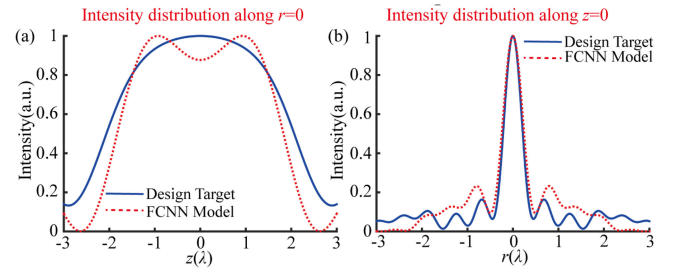 Intensity distribution along r=0
Intensity distribution along z=0
(a)
(b)
Intensity(a.u.)
1
0.8
0.6
0.4
0.2
0
-3
-2
-1
0
1
2
3
z(λ)
Design Target
FCNN Model
Intensity(a.u.)
1
0.8
0.6
0.4
0.2
0
-3
-2
-1
0
1
2
3
r(λ)
Design Target
FCNN Model